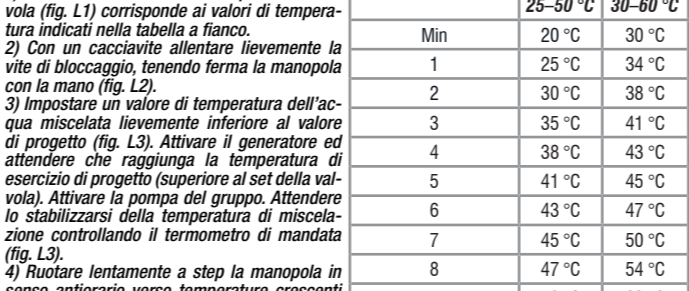 vola (fig. L1) corrisponde ai valori di tempera-
tura indicati nella tabella a fianco.
2) Con un cacciavite allentare lievemente la
vite di bloccaggio, tenendo ferma la manopola
con la mano (fig. L2).
3) Impostare un valore di temperatura dell'ac-
qua miscelata lievemente inferiore al valore
di progetto (fig. L3). Attivare il generatore ed
attendere che raggiunga la temperatura di
esercizio di progetto (superiore al set della val-
vola). Attivare la pompa del gruppo. Attendere
lo stabilizzarsi della temperatura di miscela-
zione controllando il termometro di mandata
(fig. L3).
4) Ruotare lentamente a step la manopola in
senso antiorario verso temperature crescenti
25–50 °C 30–60 °C
Min 20 °C 30 °C
1 25 °C 34 °C
2 30 °C 38 °C
3 35 °C 41 °C
4 38 °C 43 °C
5 41 °C 45 °C
6 43 °C 47 °C
7 45 °C 50 °C
8 47 °C 54 °C